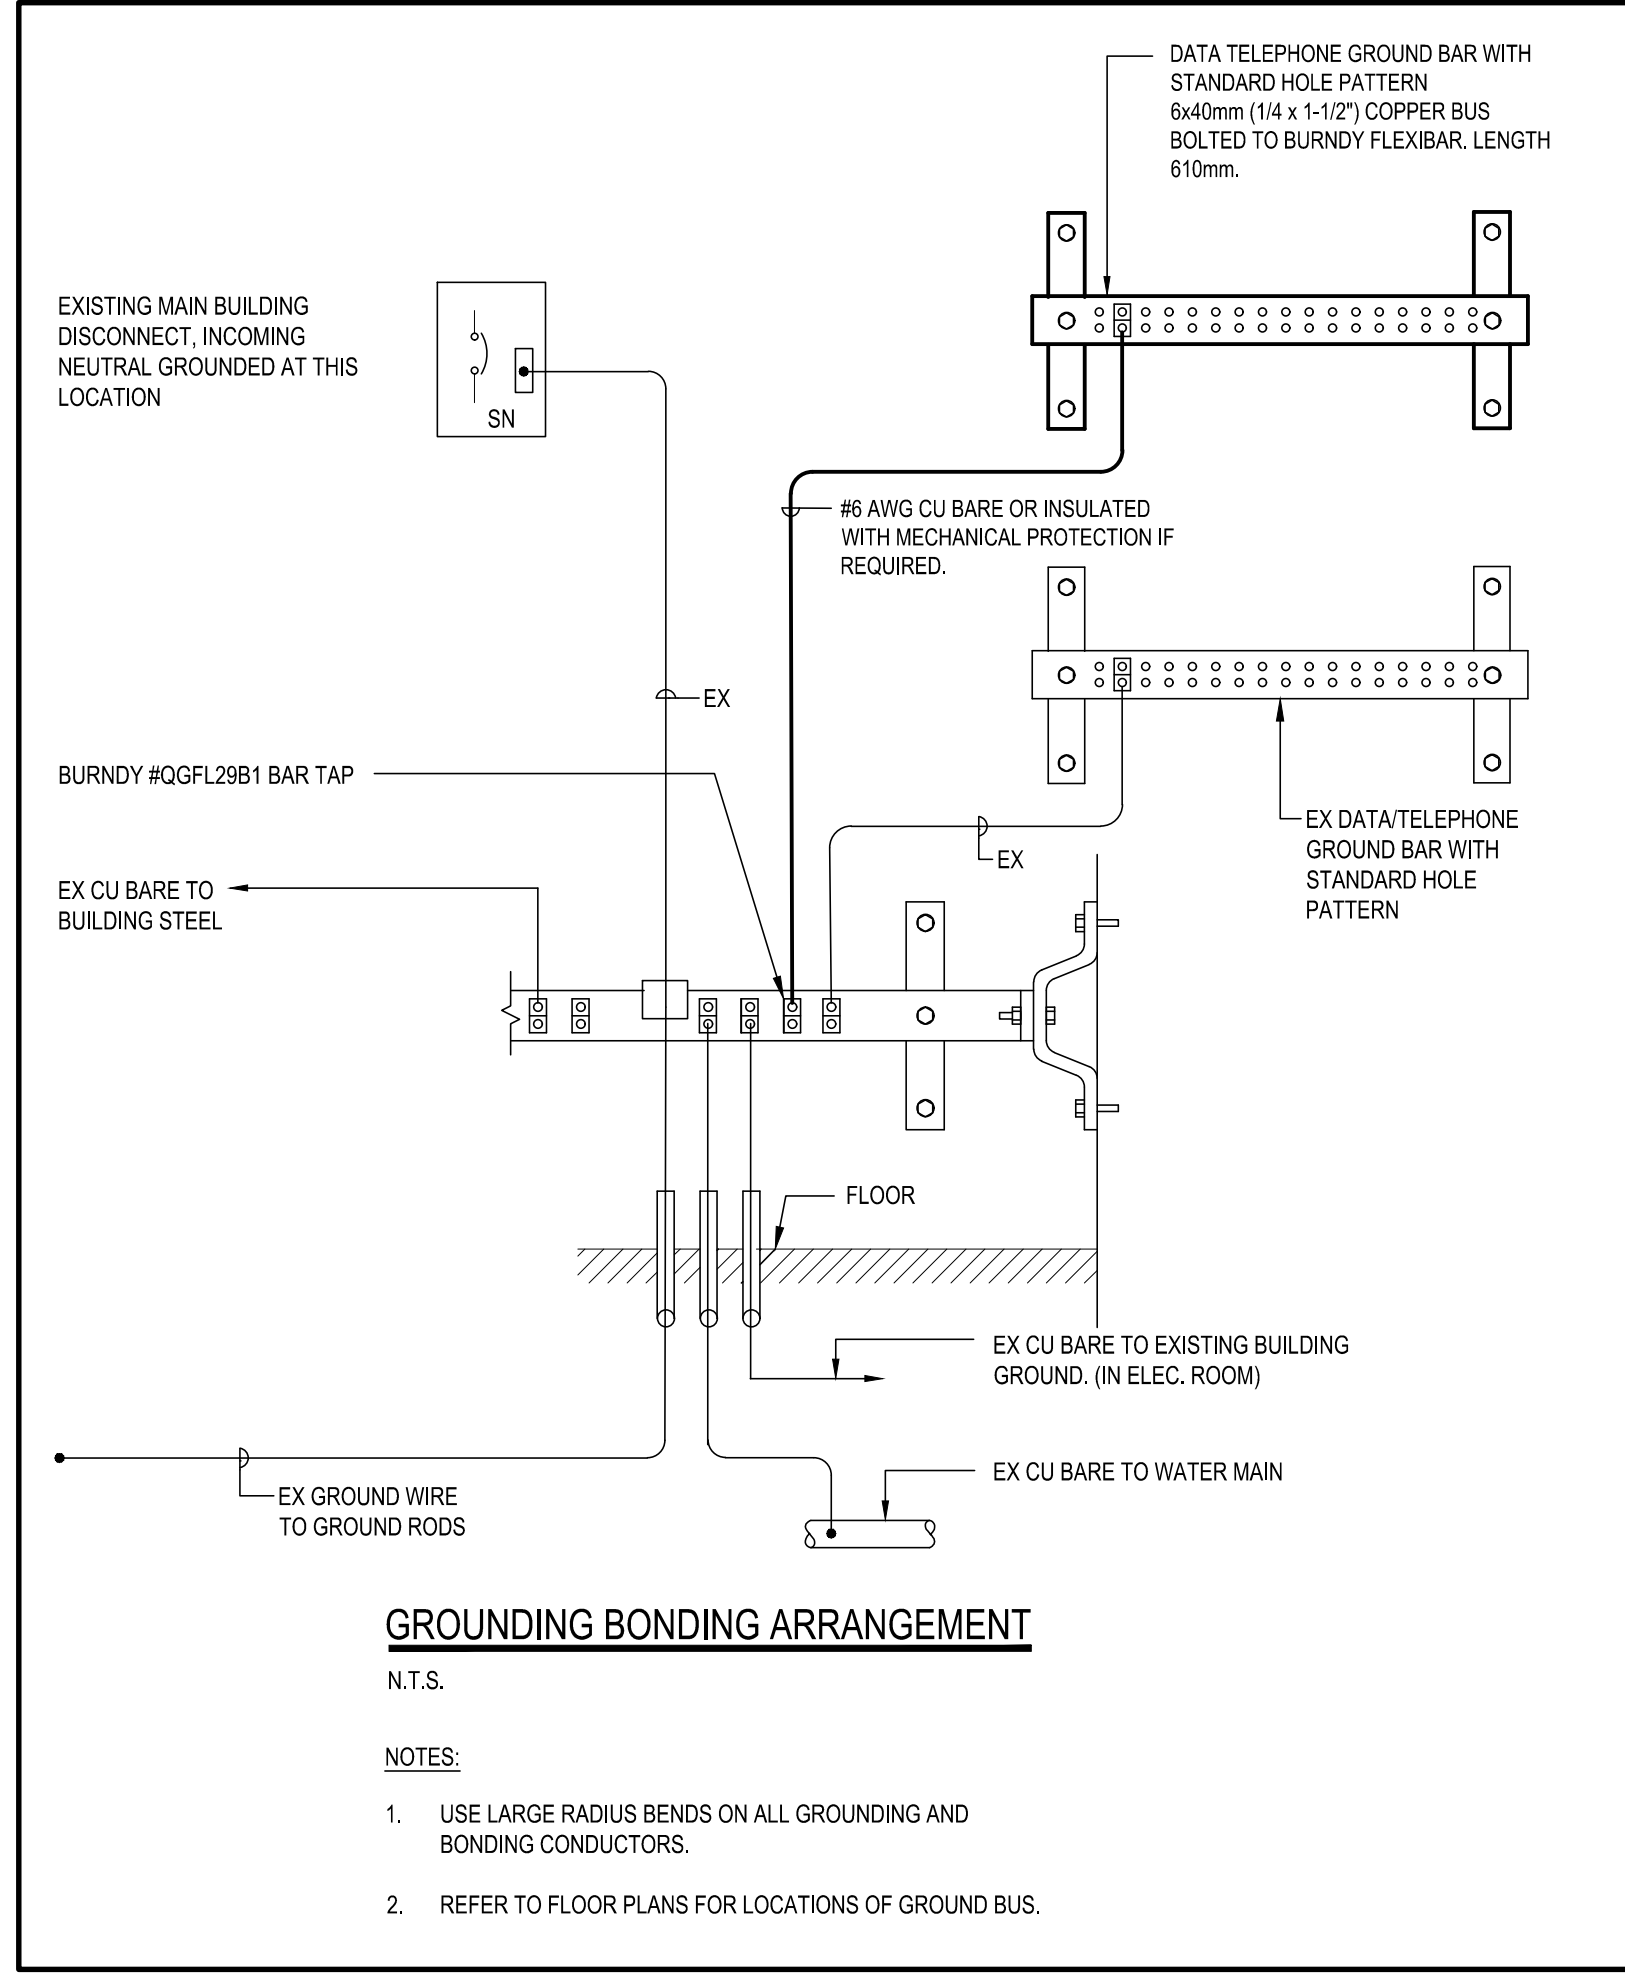 DATA TELEPHONE GROUND BAR WITH
STANDARD HOLE PATTERN
6x40mm (1/4 x 1-1/2") COPPER BUS
BOLTED TO BURNDY FLEXIBAR. LENGTH
610mm.
EXISTING MAIN BUILDING
DISCONNECT, INCOMING
NEUTRAL GROUNDED AT THIS
LOCATION
SN
#6 AWG CU BARE OR INSULATED
WITH MECHANICAL PROTECTION IF
REQUIRED.
EX
BURNDY #QGFL29B1 BAR TAP
EX DATA/TELEPHONE
GROUND BAR WITH
STANDARD HOLE
PATTERN
EX
EX CU BARE TO
BUILDING STEEL
FLOOR
EX CU BARE TO EXISTING BUILDING
GROUND. (IN ELEC. ROOM)
EX CU BARE TO WATER MAIN
EX GROUND WIRE
TO GROUND RODS
GROUNDING BONDING ARRANGEMENT
N.T.S.
NOTES:
1. USE LARGE RADIUS BENDS ON ALL GROUNDING AND
BONDING CONDUCTORS.
2. REFER TO FLOOR PLANS FOR LOCATIONS OF GROUND BUS.